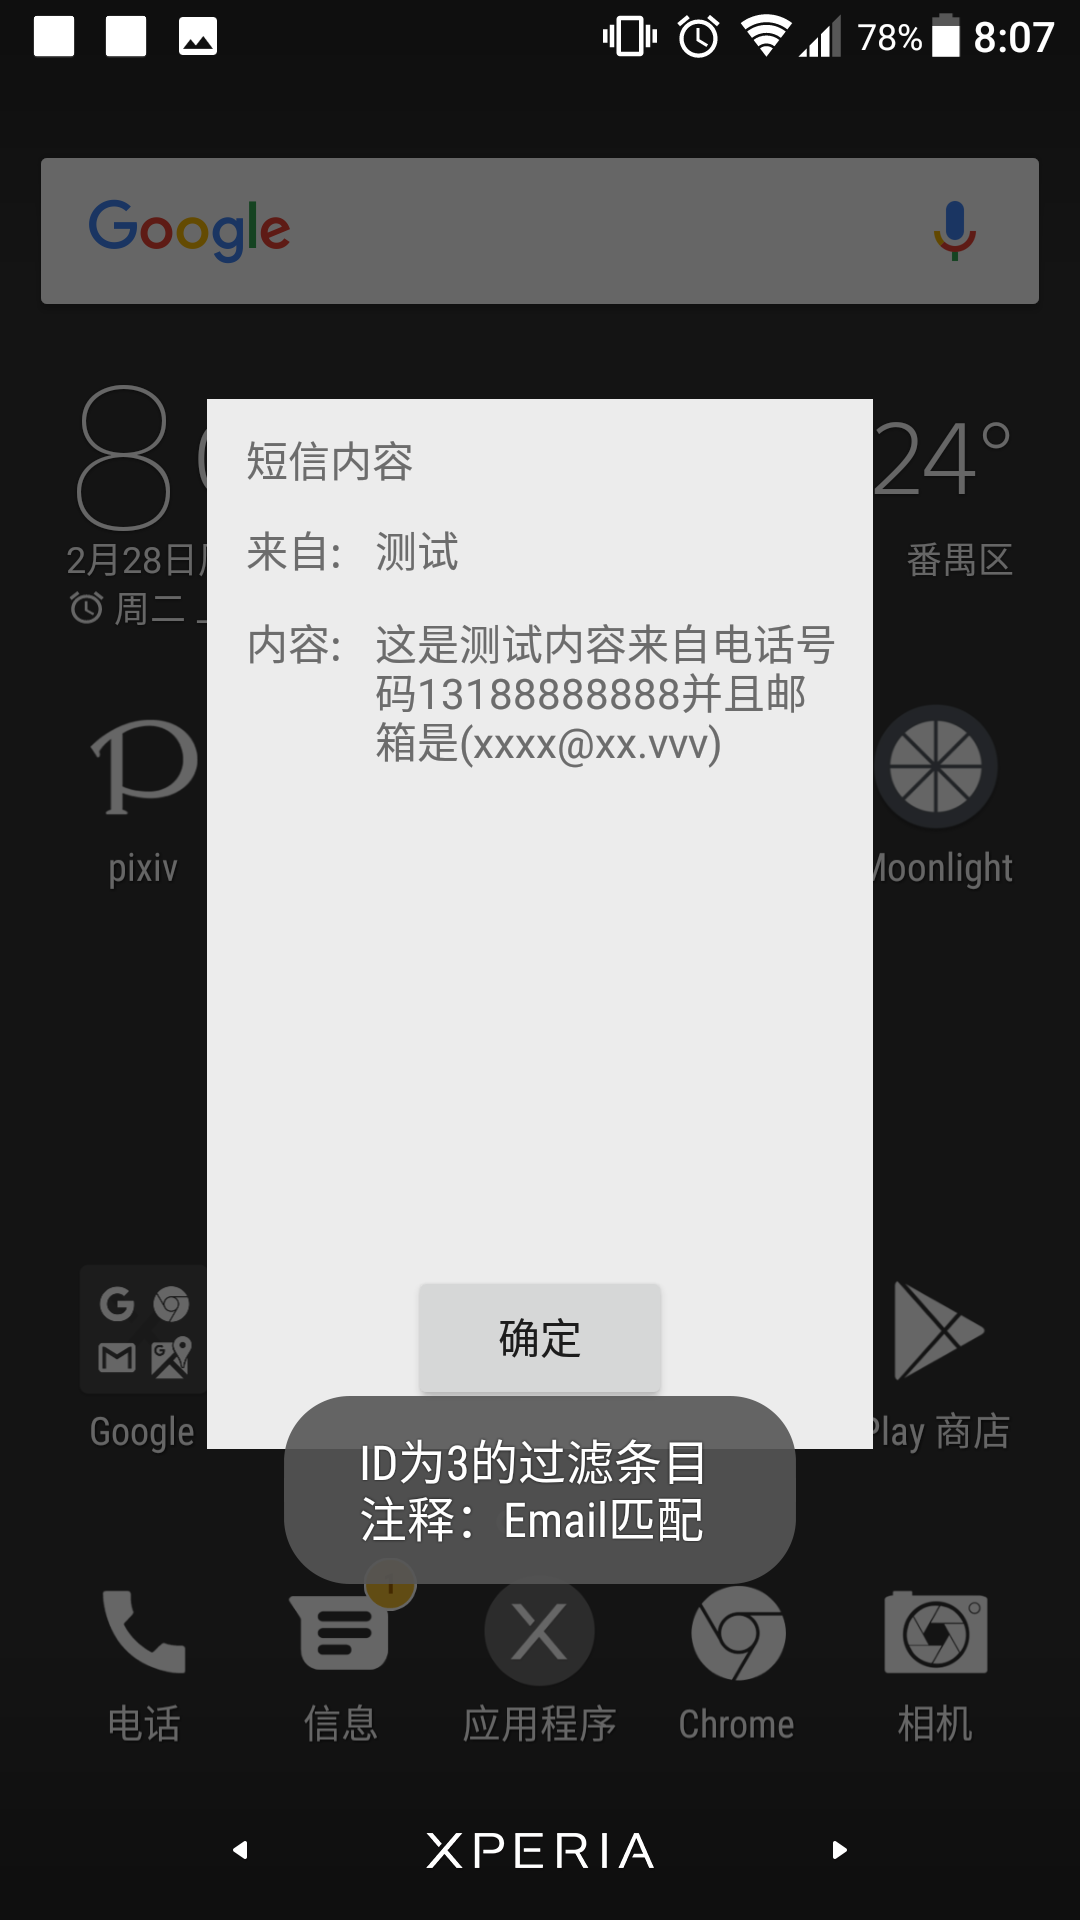 78% 8:07
Google
8
24°
2月28日
番禺区
周二
短信内容
来自: 测试
内容: 这是测试内容来自电话号
码13188888888并且邮
箱是(xxxx@xx.vvv)
pixiv
Moonlight
确定
Google
Play 商店
ID为3的过滤条目
注释：Email匹配
电话
信息
应用程序
Chrome
相机
XPERIA